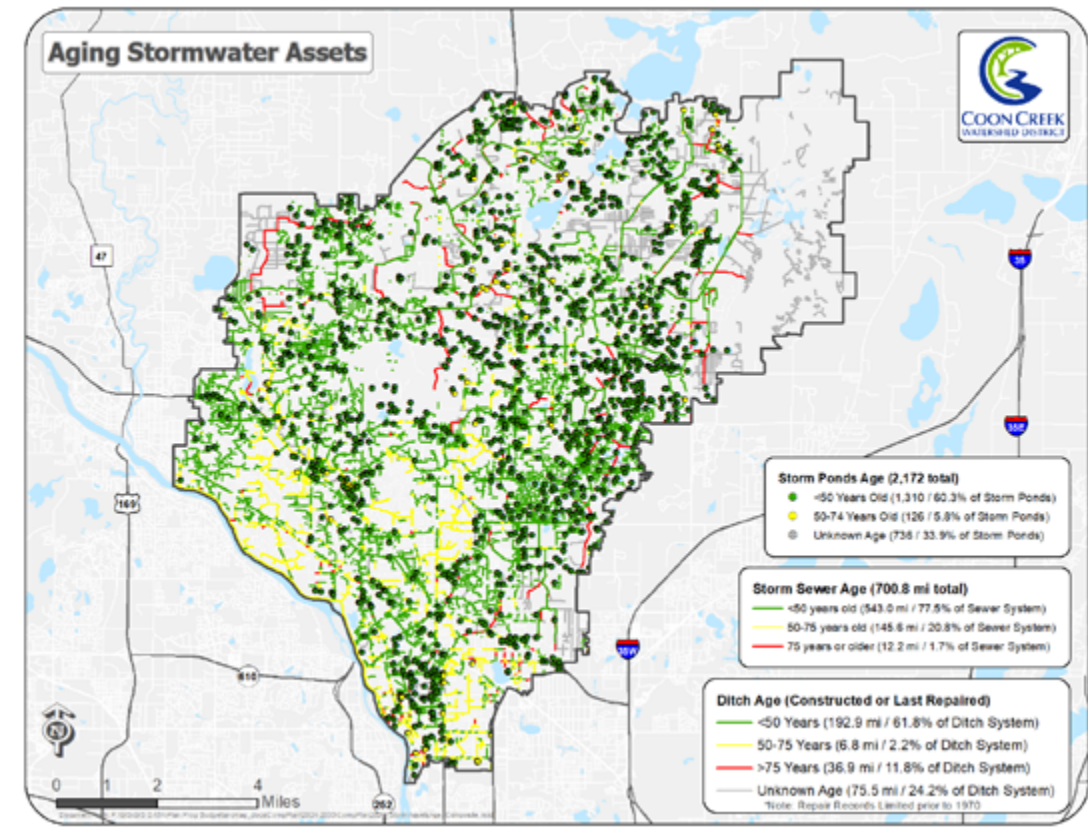 Aging Stormwater Assets
COON CREEK
WATERSHED DISTRICT
47
35
35E
169
Storm Ponds Age (2,172 total)
<50 Years Old (1,310 / 60.3% of Storm Ponds)
50-74 Years Old (126 / 5.8% of Storm Ponds)
Unknown Age (736 / 33.9% of Storm Ponds)
Storm Sewer Age (700.8 mi total)
<50 years old (543.0 mi / 77.5% of Sewer System)
50-75 years old (145.6 mi / 20.8% of Sewer System)
75 years or older (12.2 mi / 1.7% of Sewer System)
35W
610
Ditch Age (Constructed or Last Repaired)
<50 Years (192.9 mi / 61.8% of Ditch System)
50-75 Years (6.8 mi / 2.2% of Ditch System)
>75 Years (36.9 mi / 11.8% of Ditch System)
Unknown Age (75.5 mi / 24.2% of Ditch System)
*Note: Repair Records Limited prior to 1970
N
0 2 4
Miles
252